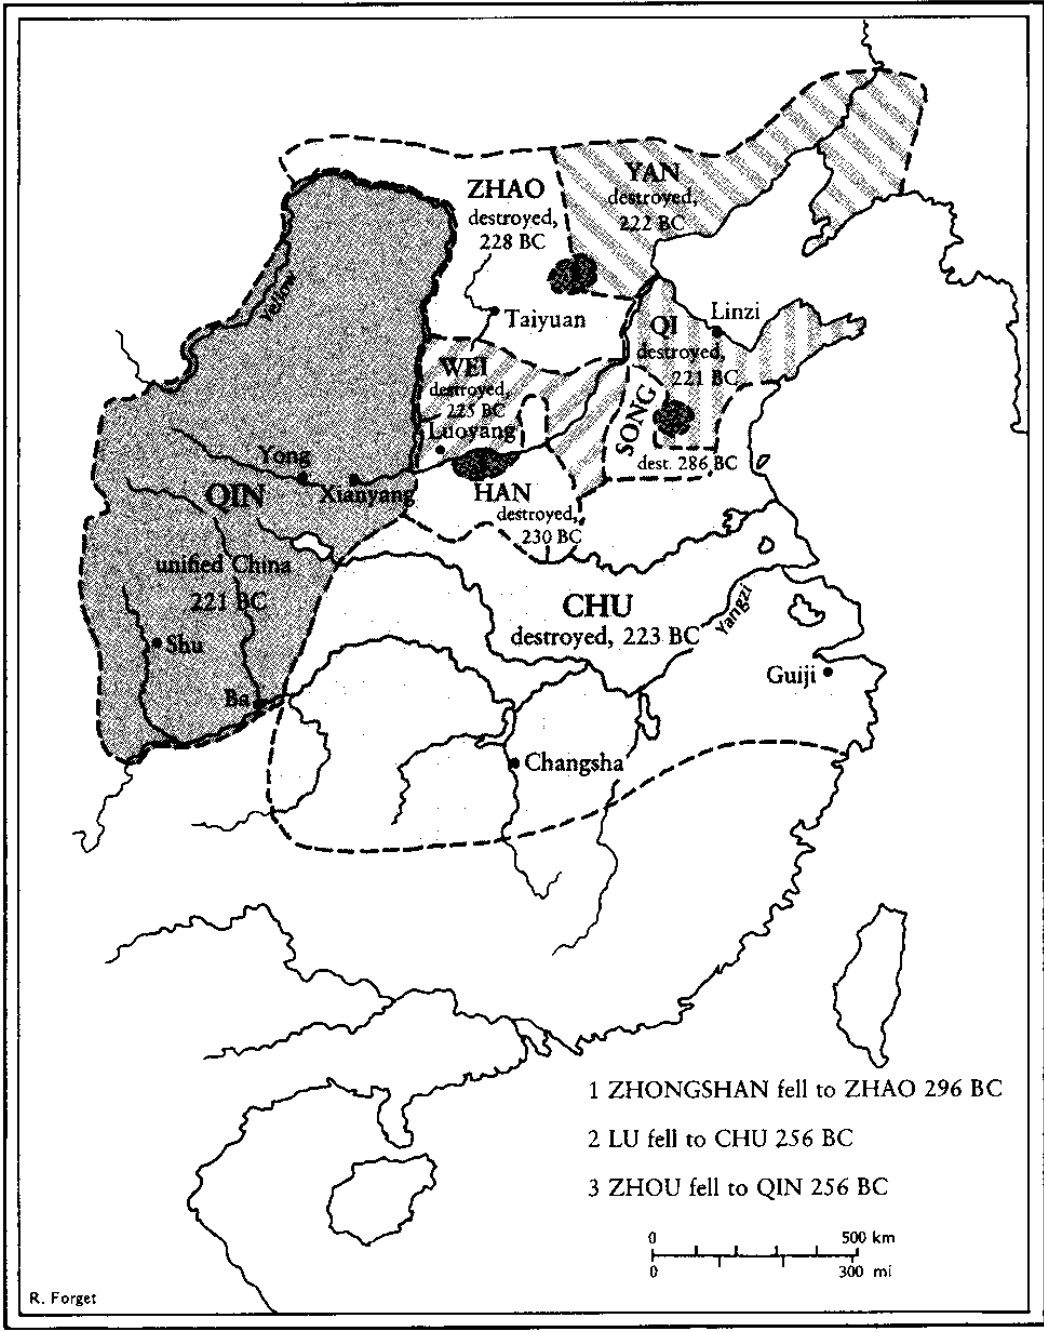 YAN
destroyed,
222 BC
ZHAO
destroyed,
228 BC
Yellow
Taiyuan
Linzi
QI
destroyed,
221 BC
WEI
destroyed,
225 BC
Luoyang
SONG
dest. 286 BC
Yong
Xianyang
QIN
HAN
destroyed,
230 BC
unified China
221 BC
CHU
destroyed, 223 BC
Yangzi
Shu
Ba
Guiji
Changsha
1 ZHONGSHAN fell to ZHAO 296 BC
2 LU fell to CHU 256 BC
3 ZHOU fell to QIN 256 BC
0 500 km
0 300 mi
R. Forget